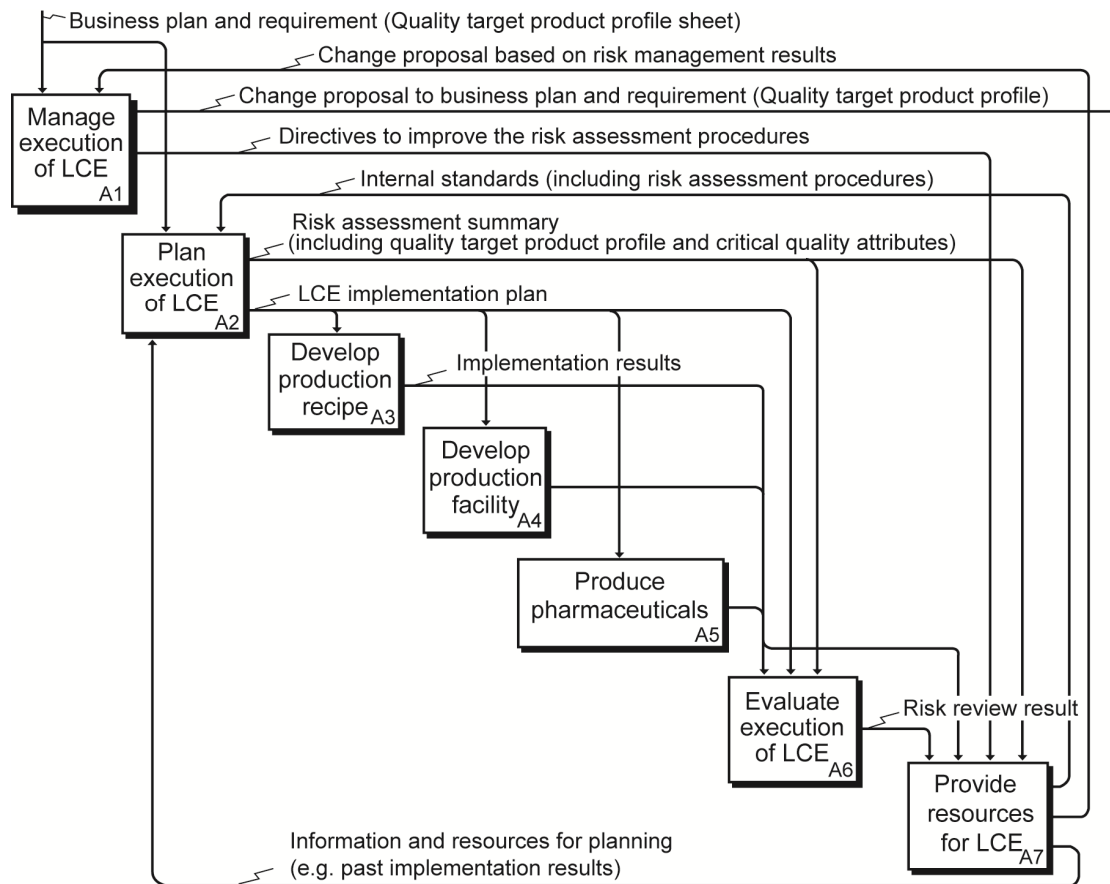 Business plan and requirement (Quality target product profile sheet)
Change proposal based on risk management results
Change proposal to business plan and requirement (Quality target product profile)
Manage
execution
of LCE
A1
Directives to improve the risk assessment procedures
Internal standards (including risk assessment procedures)
Risk assessment summary
(including quality target product profile and critical quality attributes)
Plan
execution
of LCE
A2
LCE implementation plan
Develop
production
recipe
A3
Implementation results
Develop
production
facility
A4
Produce
pharmaceuticals
A5
Evaluate
execution
of LCE
A6
Risk review result
Provide
resources
for LCE
A7
Information and resources for planning
(e.g. past implementation results)